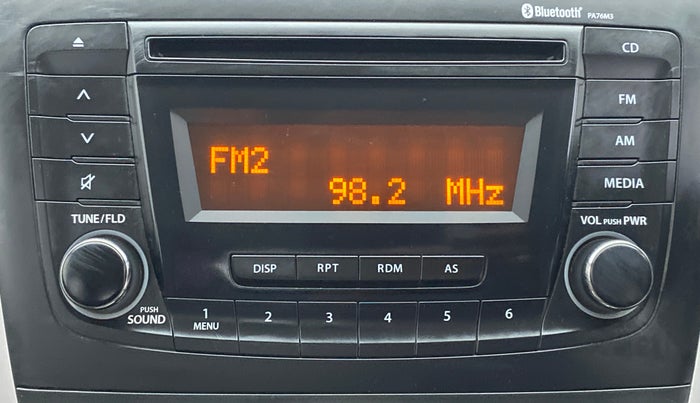 Bluetooth PA76M3
CD
FM
AM
MEDIA
FM2
98.2 MHz
TUNE/FLD
VOL PUSH PWR
DISP RPT RDM AS
PUSH SOUND
1 MENU 2 3 4 5 6